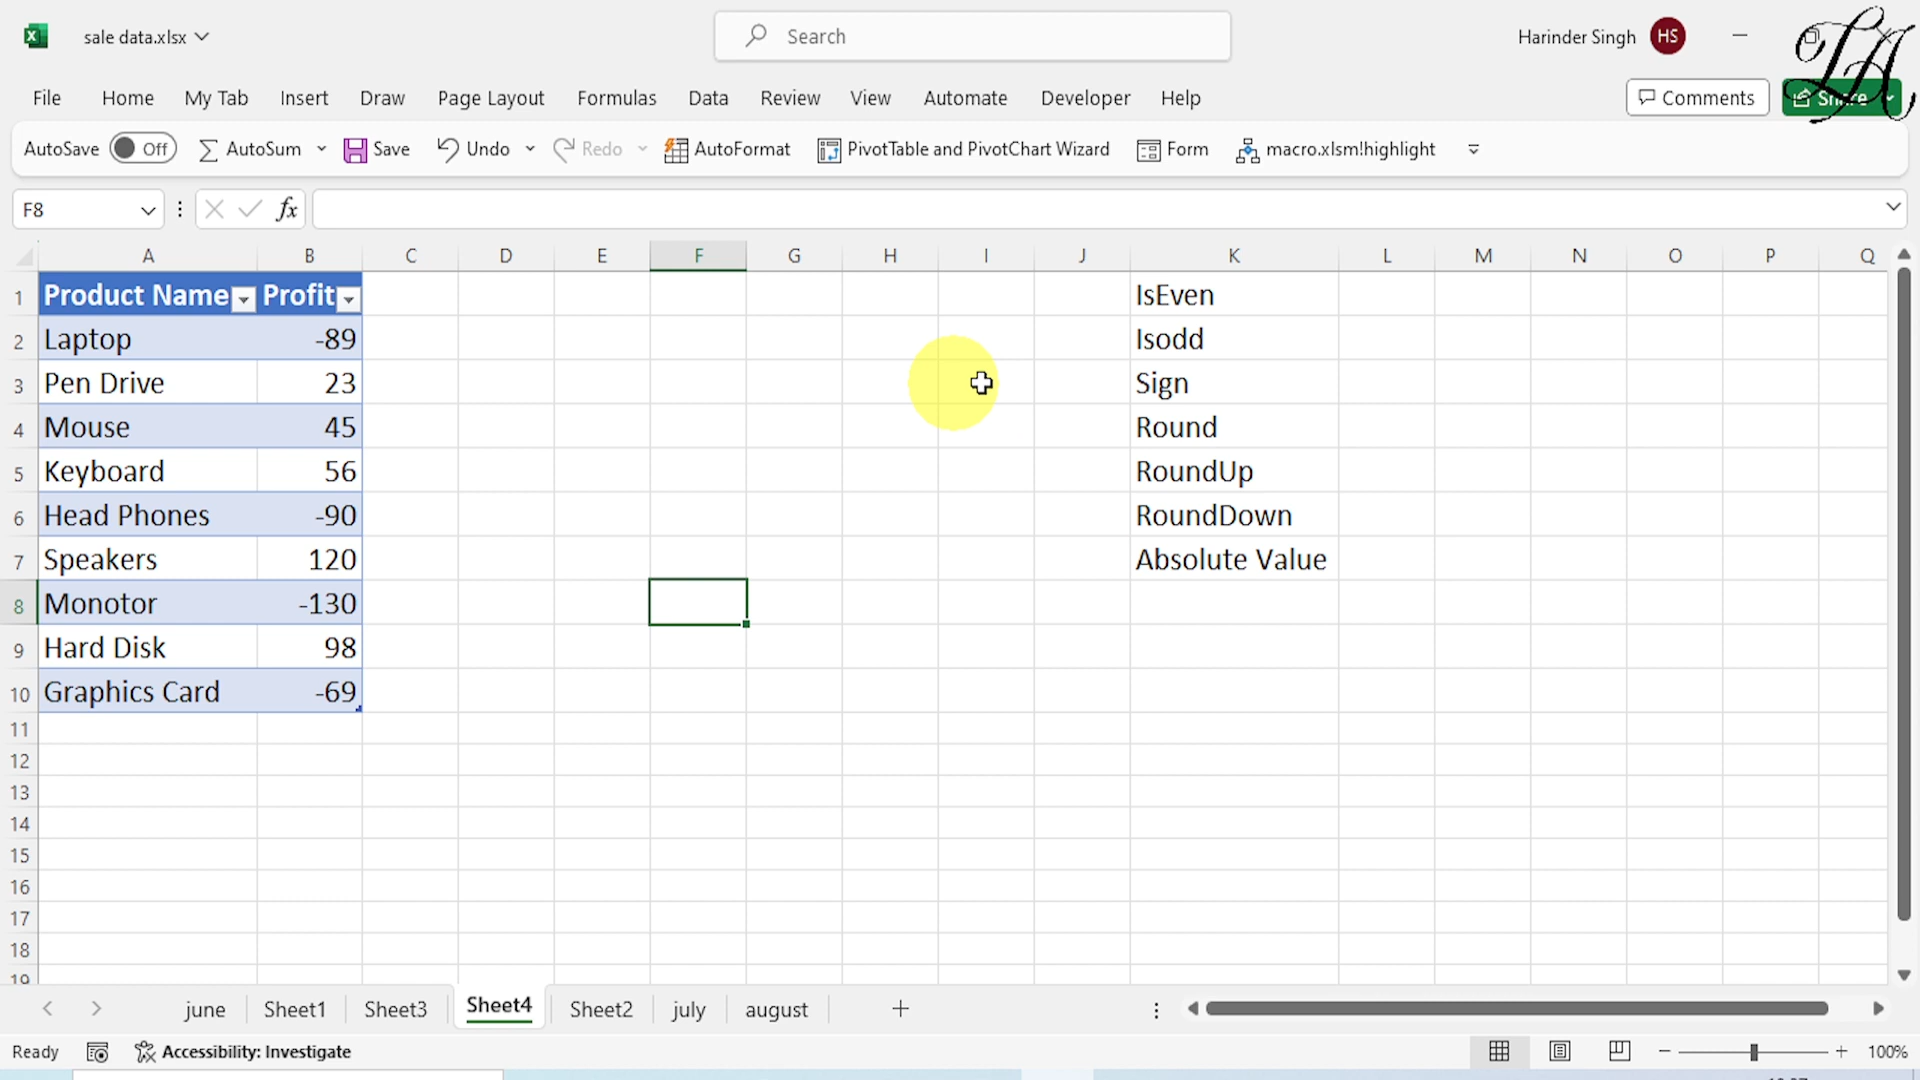 sale data.xlsx
Search
Harinder Singh HS
LA
File Home My Tab Insert Draw Page Layout Formulas Data Review View Automate Developer Help
Comments
AutoSave Off AutoSum Save Undo Redo AutoFormat PivotTable and PivotChart Wizard Form macro.xlsm!highlight
F8 fx
A B C D E F G H I J K L M N O P Q
1 Product Name Profit IsEven
2 Laptop -89 Isodd
3 Pen Drive 23 Sign
4 Mouse 45 Round
5 Keyboard 56 RoundUp
6 Head Phones -90 RoundDown
7 Speakers 120 Absolute Value
8 Monotor -130
9 Hard Disk 98
10 Graphics Card -69
11
12
13
14
15
16
17
18
19
june Sheet1 Sheet3 Sheet4 Sheet2 july august
Ready Accessibility: Investigate 100%